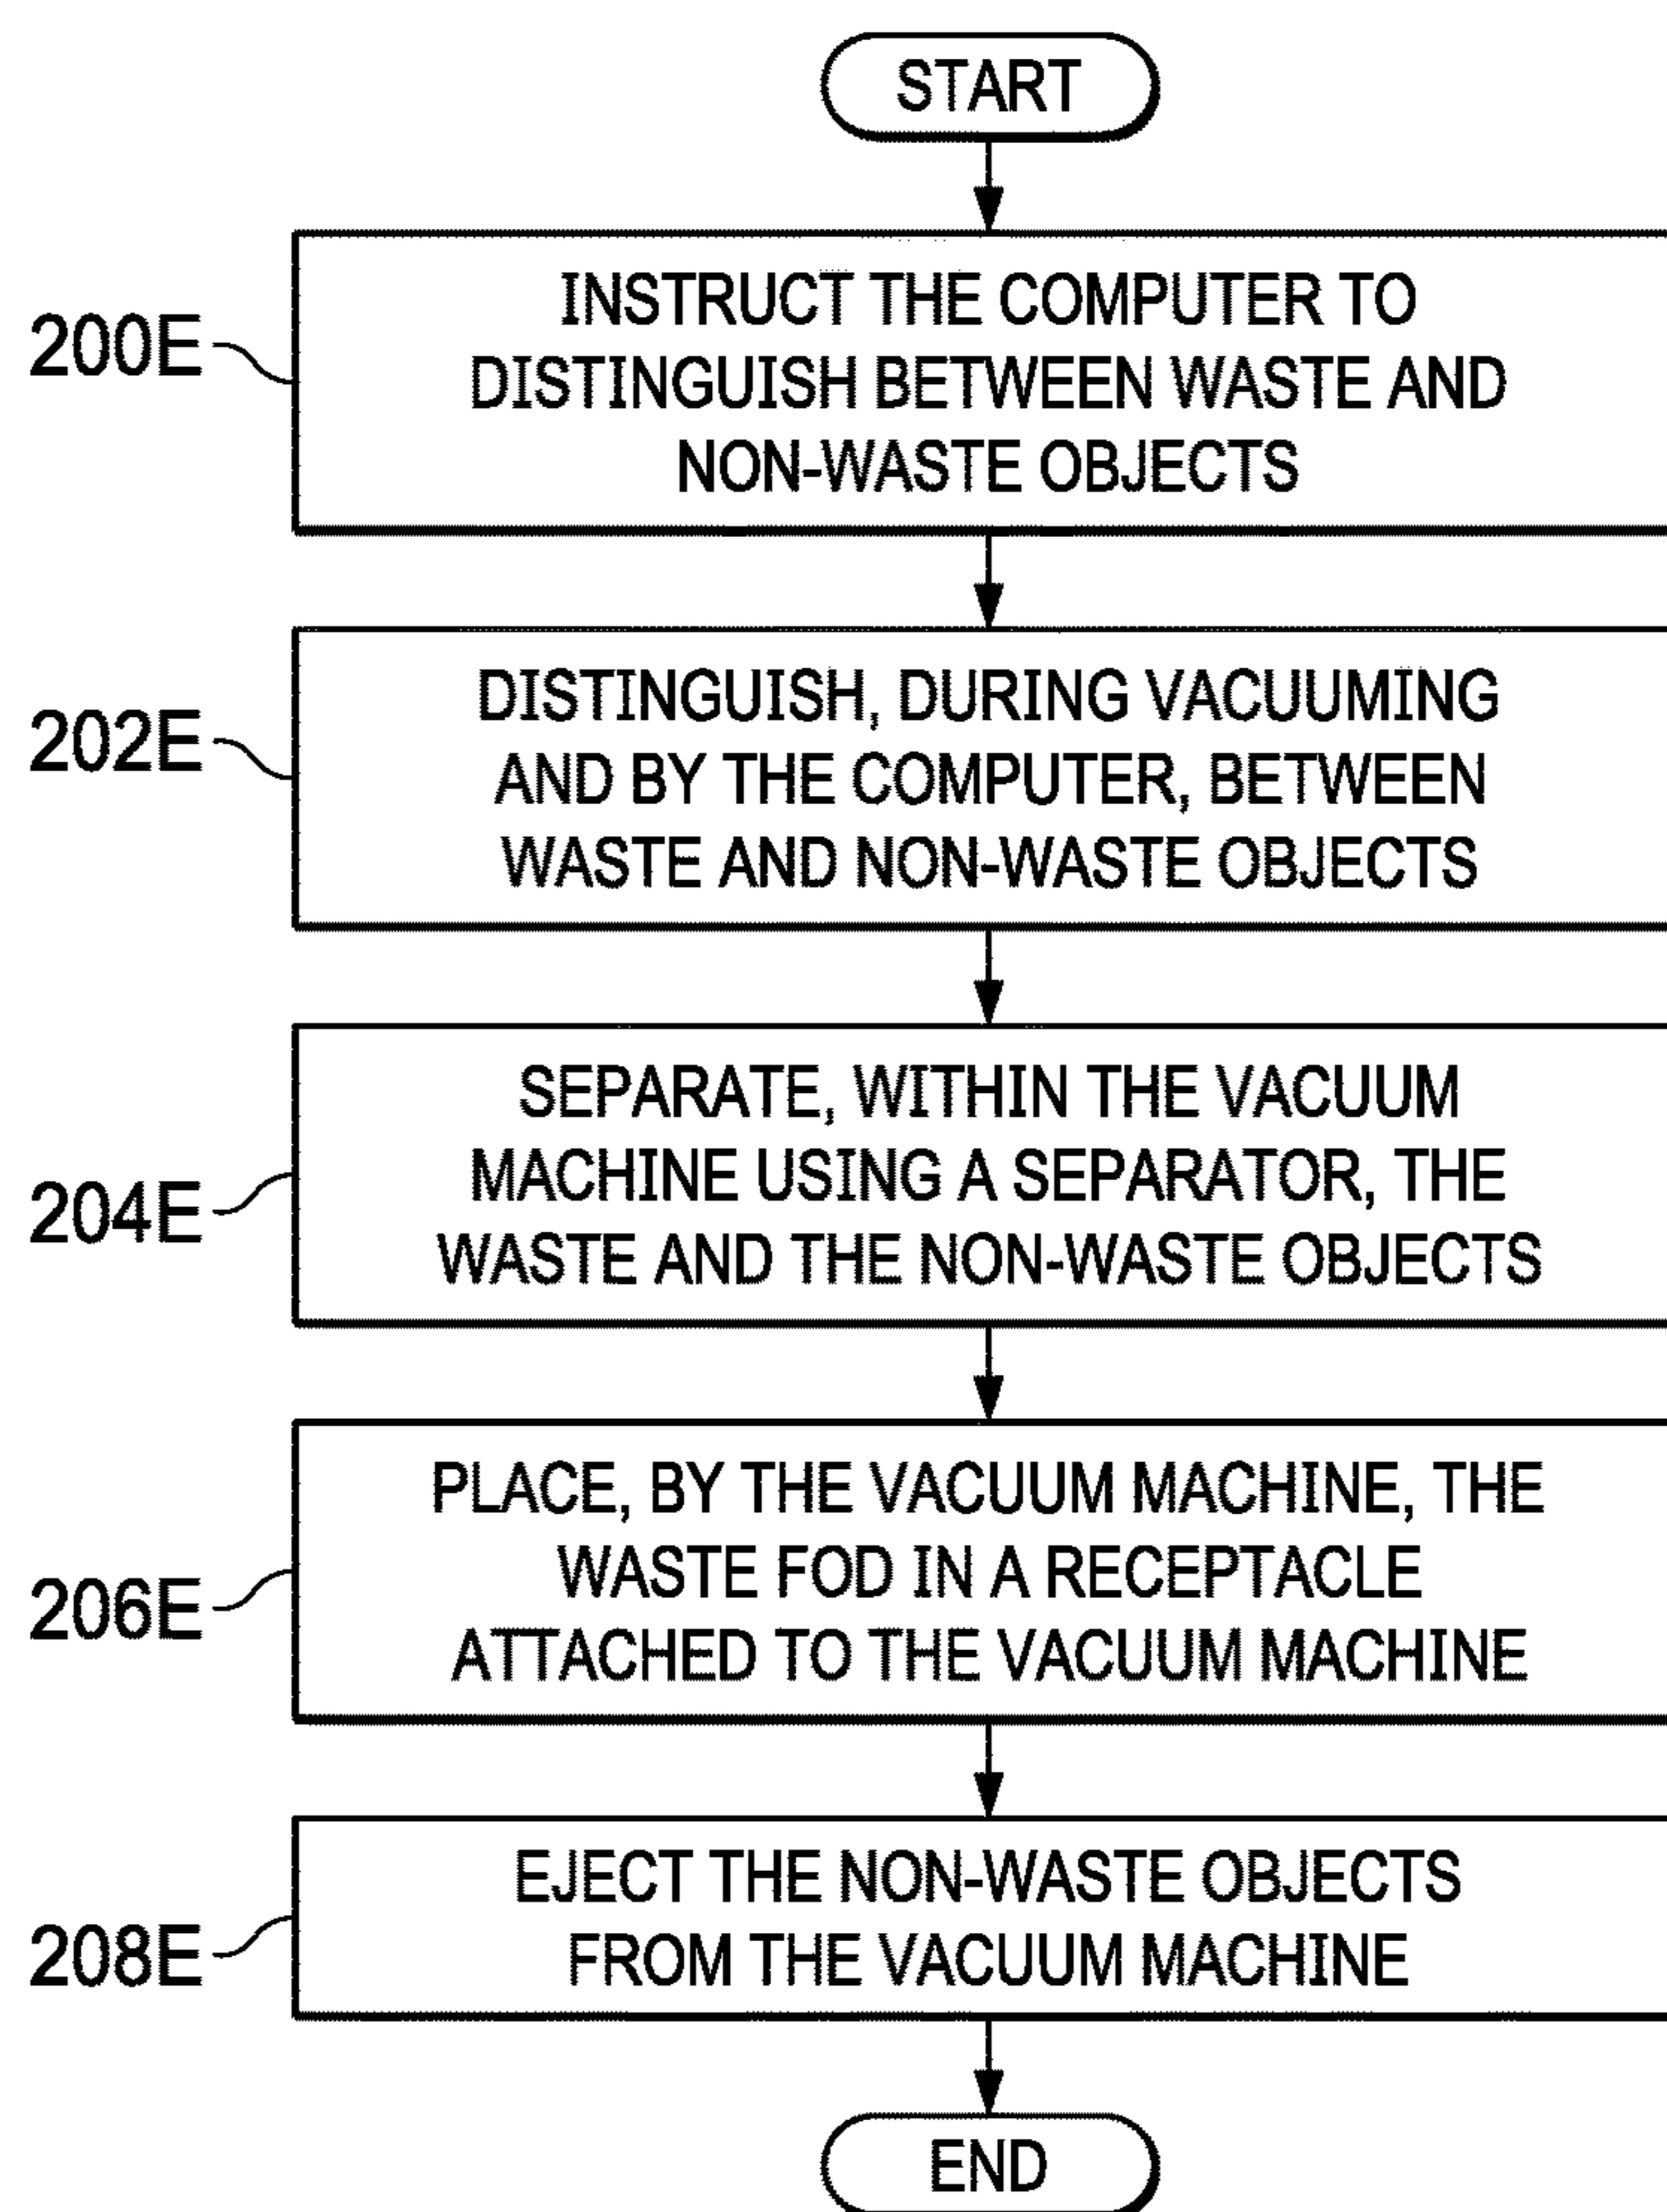 START
200E
INSTRUCT THE COMPUTER TO
DISTINGUISH BETWEEN WASTE AND
NON-WASTE OBJECTS
202E
DISTINGUISH, DURING VACUUMING
AND BY THE COMPUTER, BETWEEN
WASTE AND NON-WASTE OBJECTS
204E
SEPARATE, WITHIN THE VACUUM
MACHINE USING A SEPARATOR, THE
WASTE AND THE NON-WASTE OBJECTS
206E
PLACE, BY THE VACUUM MACHINE, THE
WASTE FOD IN A RECEPTACLE
ATTACHED TO THE VACUUM MACHINE
208E
EJECT THE NON-WASTE OBJECTS
FROM THE VACUUM MACHINE
END